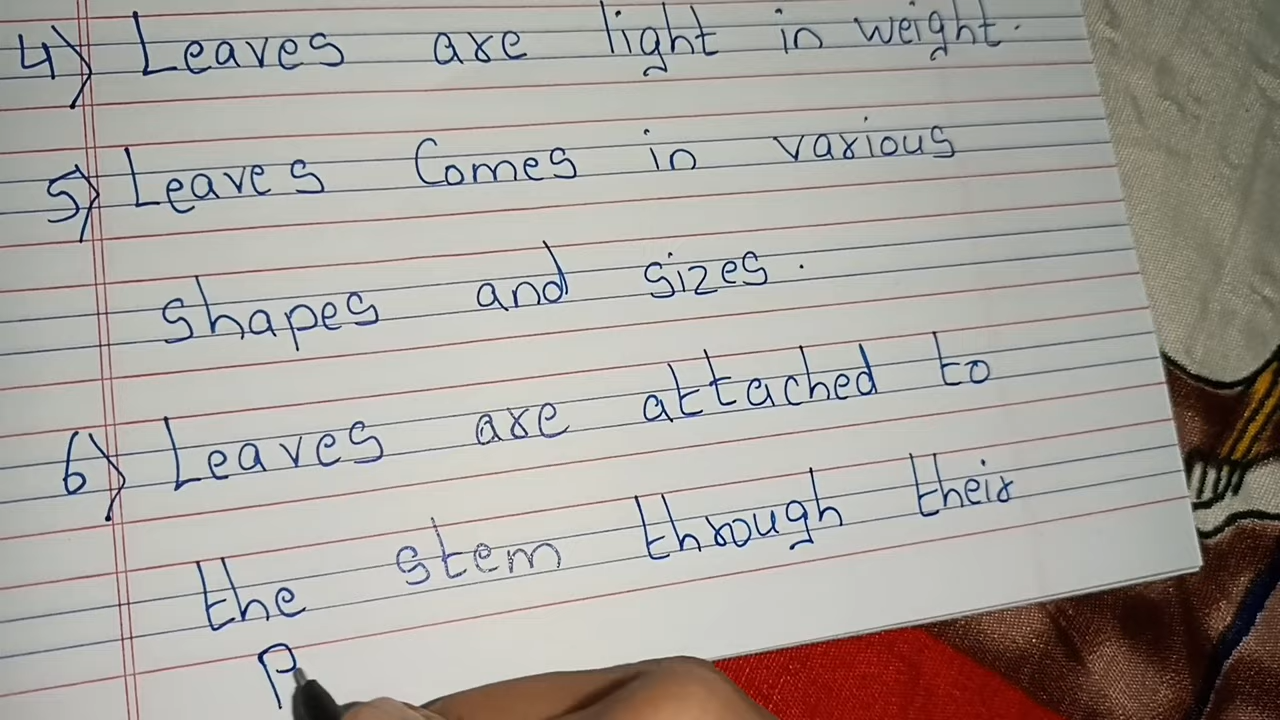 4) Leaves are light in weight.
5) Leaves Comes in various
shapes and sizes.
6) Leaves are attached to
the stem through their
P